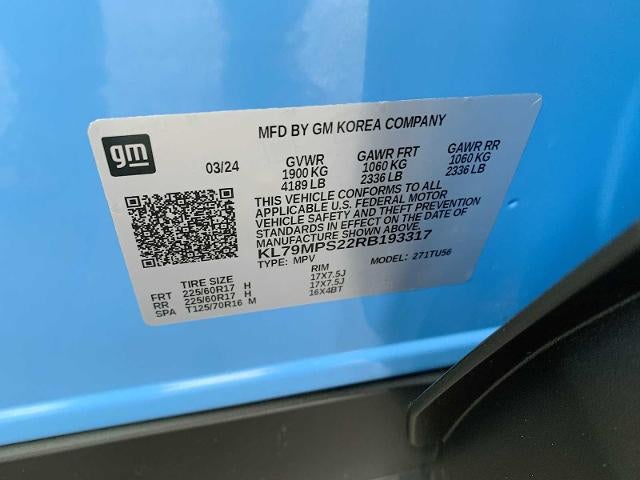 gm
MFD BY GM KOREA COMPANY
03/24 GVWR GAWR FRT GAWR RR
1900 KG 1060 KG 1060 KG
4189 LB 2336 LB 2336 LB
THIS VEHICLE CONFORMS TO ALL
APPLICABLE U.S. FEDERAL MOTOR
VEHICLE SAFETY AND THEFT PREVENTION
STANDARDS IN EFFECT ON THE DATE OF
MANUFACTURE SHOWN ABOVE.
KL79MPS22RB193317
TYPE: MPV MODEL: 271TU56
TIRE SIZE RIM
FRT 225/60R17 H 17X7.5J
RR 225/60R17 H 17X7.5J
SPA T125/70R16 M 16X4BT